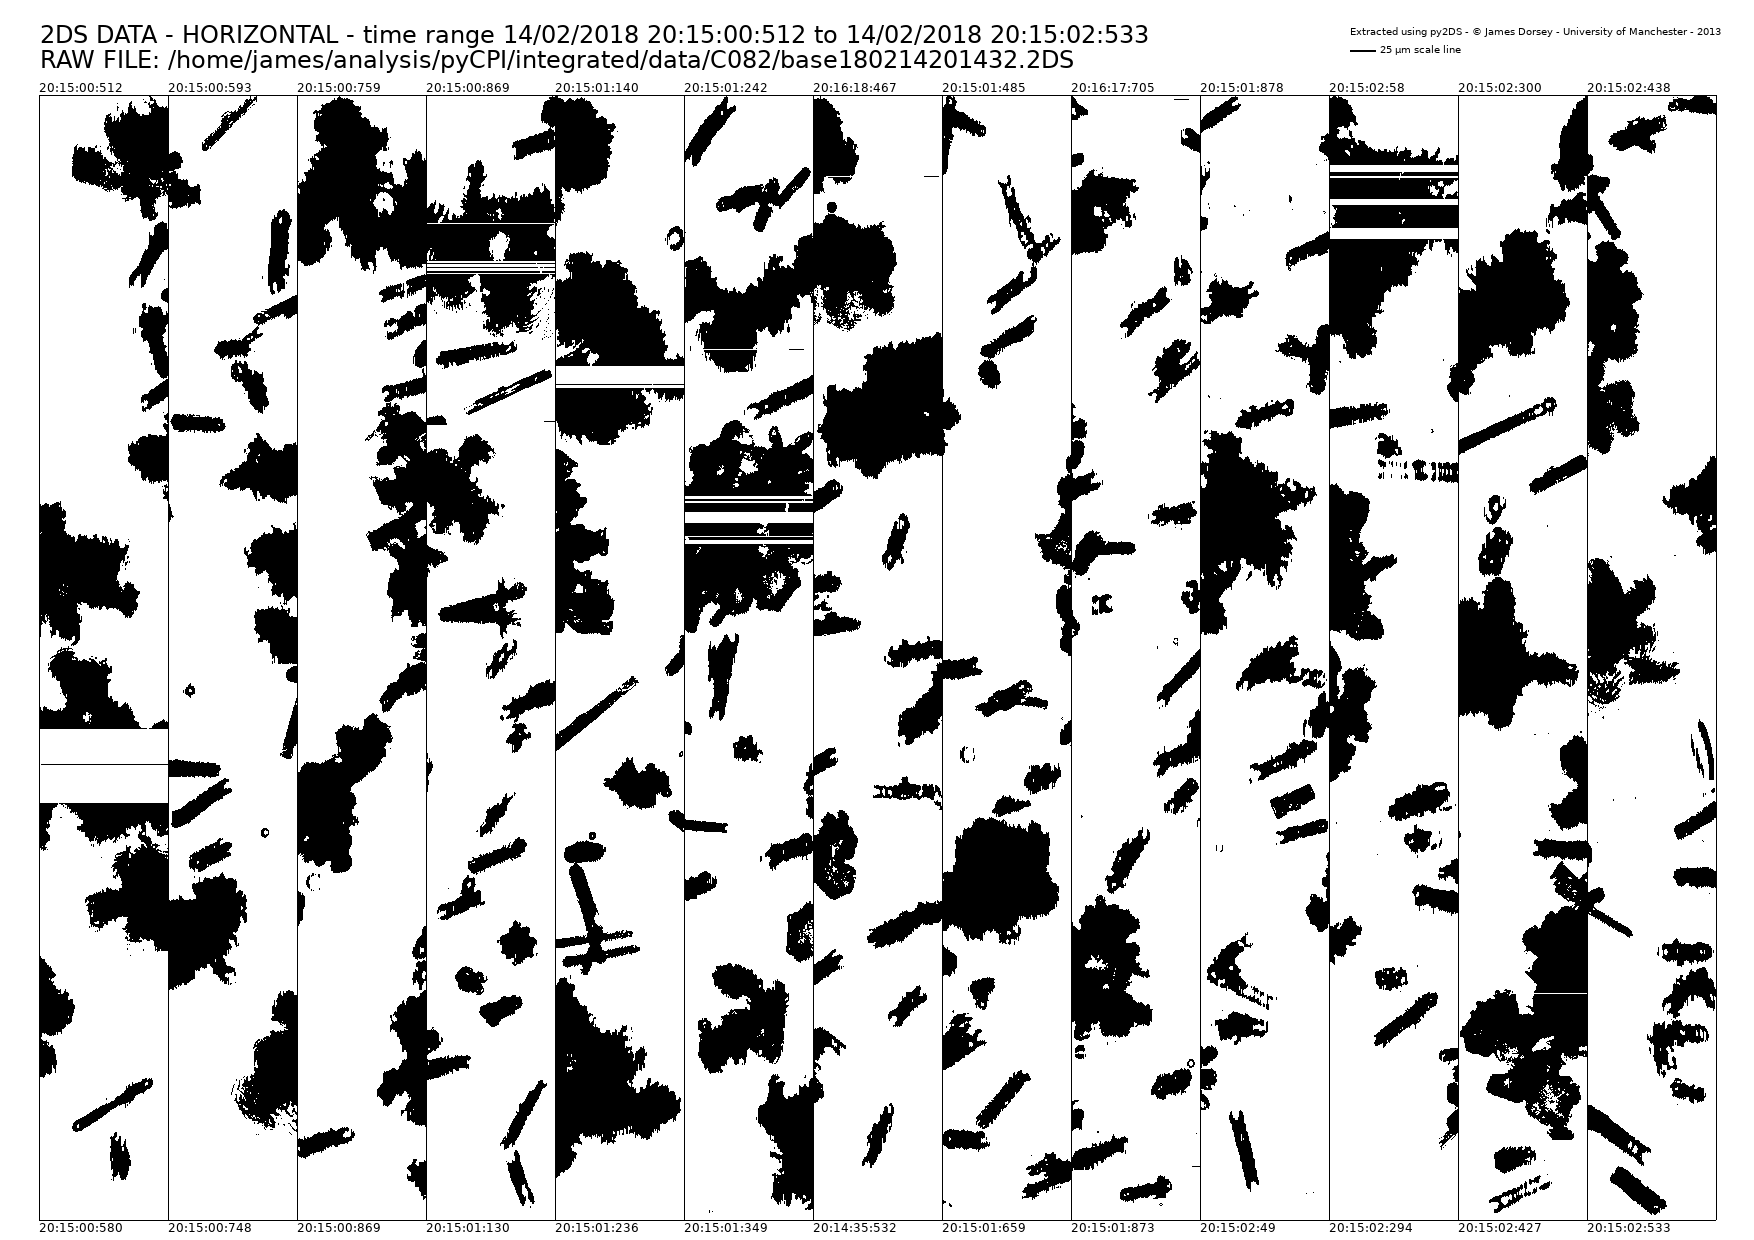 2DS DATA - HORIZONTAL - time range 14/02/2018 20:15:00:512 to 14/02/2018 20:15:02:533
RAW FILE: /home/james/analysis/pyCPI/integrated/data/C082/base180214201432.2DS
Extracted using py2DS - © James Dorsey - University of Manchester - 2013
25 µm scale line
20:15:00:512 20:15:00:593 20:15:00:759 20:15:00:869 20:15:01:140 20:15:01:242 20:16:18:467 20:15:01:485 20:16:17:705 20:15:01:878 20:15:02:58 20:15:02:300 20:15:02:438
20:15:00:580 20:15:00:748 20:15:00:869 20:15:01:130 20:15:01:236 20:15:01:349 20:14:35:532 20:15:01:659 20:15:01:873 20:15:02:49 20:15:02:294 20:15:02:427 20:15:02:533